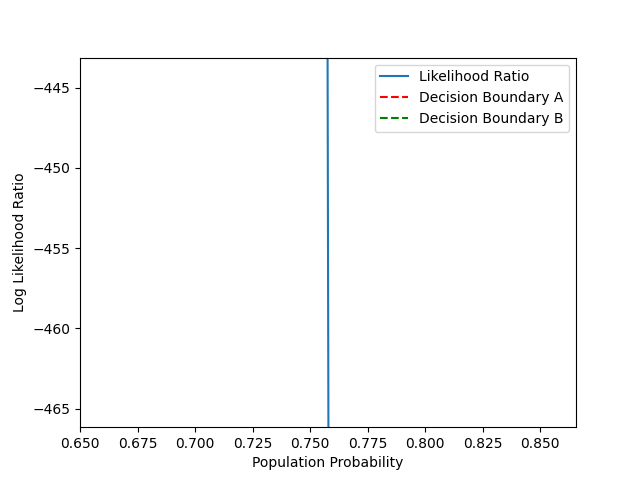 Likelihood Ratio
Decision Boundary A
Decision Boundary B
Log Likelihood Ratio
−445
−450
−455
−460
−465
0.650 0.675 0.700 0.725 0.750 0.775 0.800 0.825 0.850
Population Probability